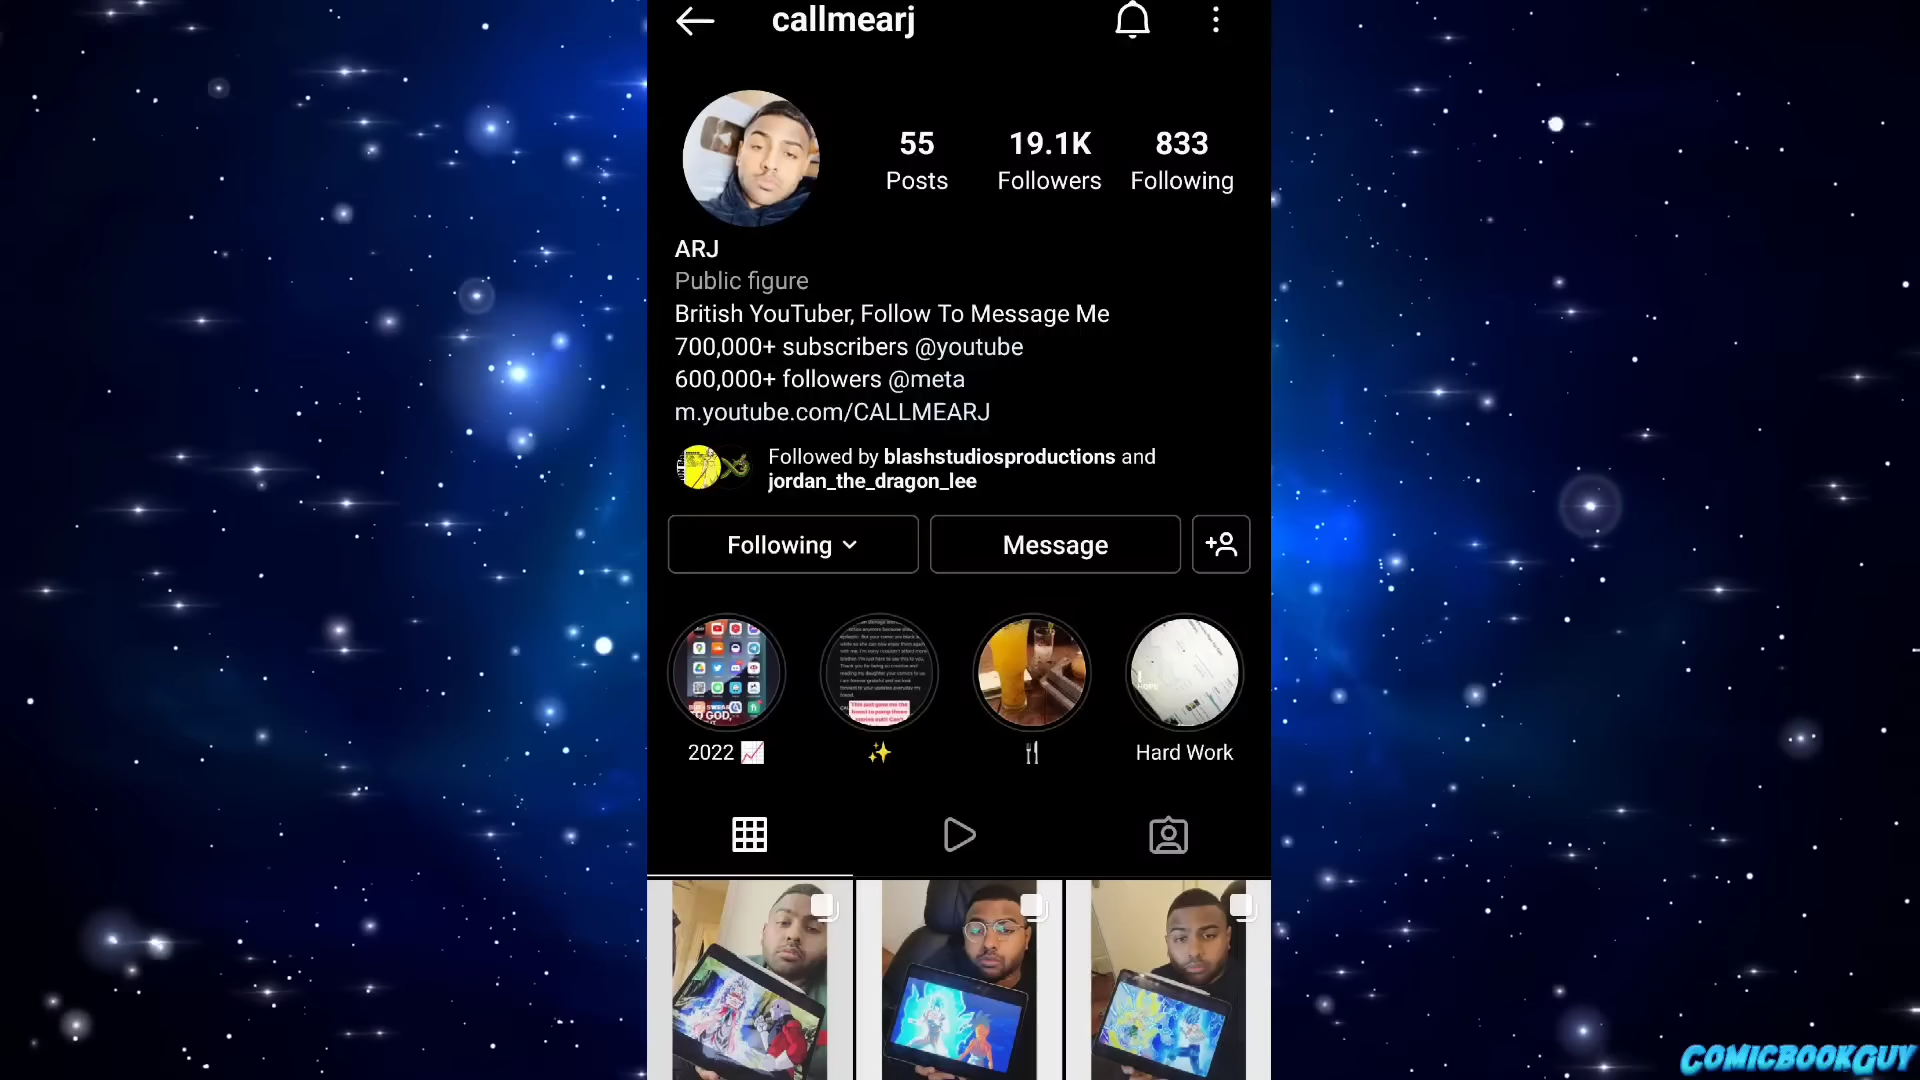 callmearj
55
19.1K
833
Posts
Followers
Following
ARJ
Public figure
British YouTuber, Follow To Message Me
700,000+ subscribers @youtube
600,000+ followers @meta
m.youtube.com/CALLMEARJ
Followed by blashstudiosproductions and
jordan_the_dragon_lee
Following
Message
2022
Hard Work
COMICBOOKGUY